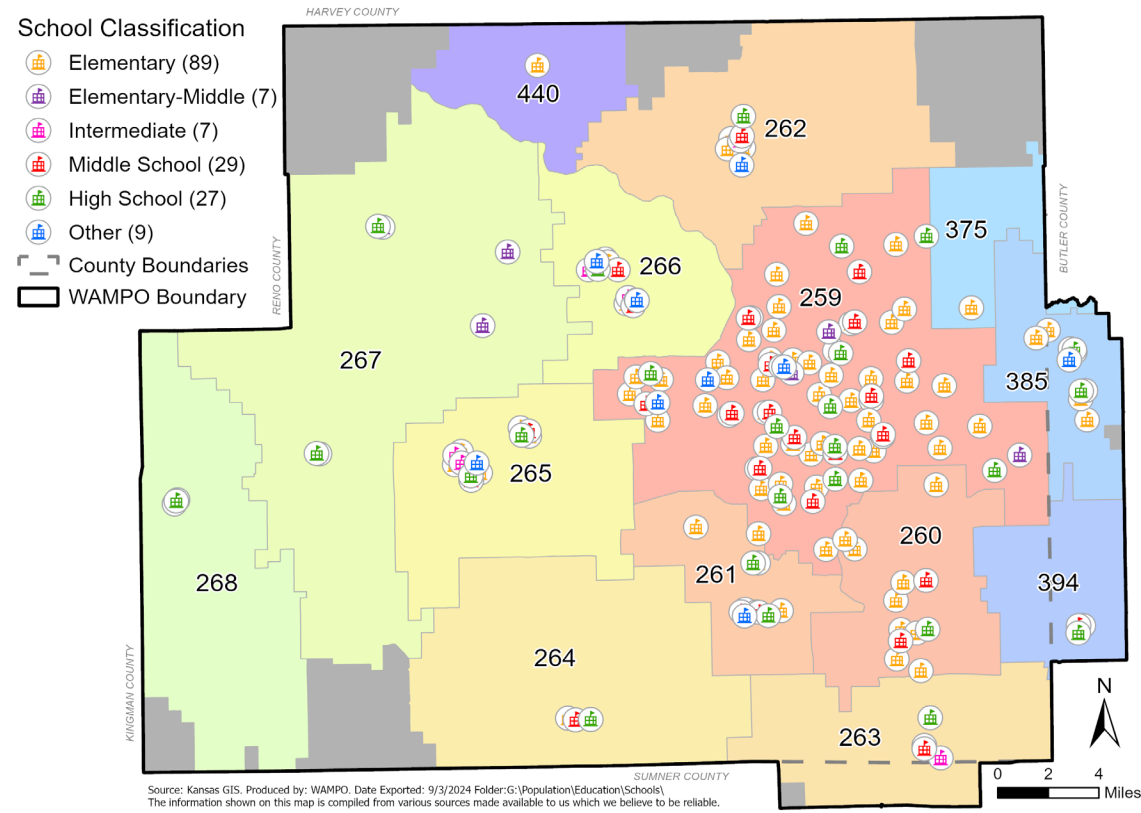 HARVEY COUNTY
School Classification
Elementary (89)
Elementary-Middle (7)
Intermediate (7)
Middle School (29)
High School (27)
Other (9)
County Boundaries
WAMPO Boundary
RENO COUNTY
BUTLER COUNTY
KINGMAN COUNTY
SUMNER COUNTY
440
262
375
266
259
267
385
265
260
261
268
394
264
263
N
0 2 4
Miles
Source: Kansas GIS. Produced by: WAMPO. Date Exported: 9/3/2024 Folder:G:\Population\Education\Schools\
The information shown on this map is compiled from various sources made available to us which we believe to be reliable.